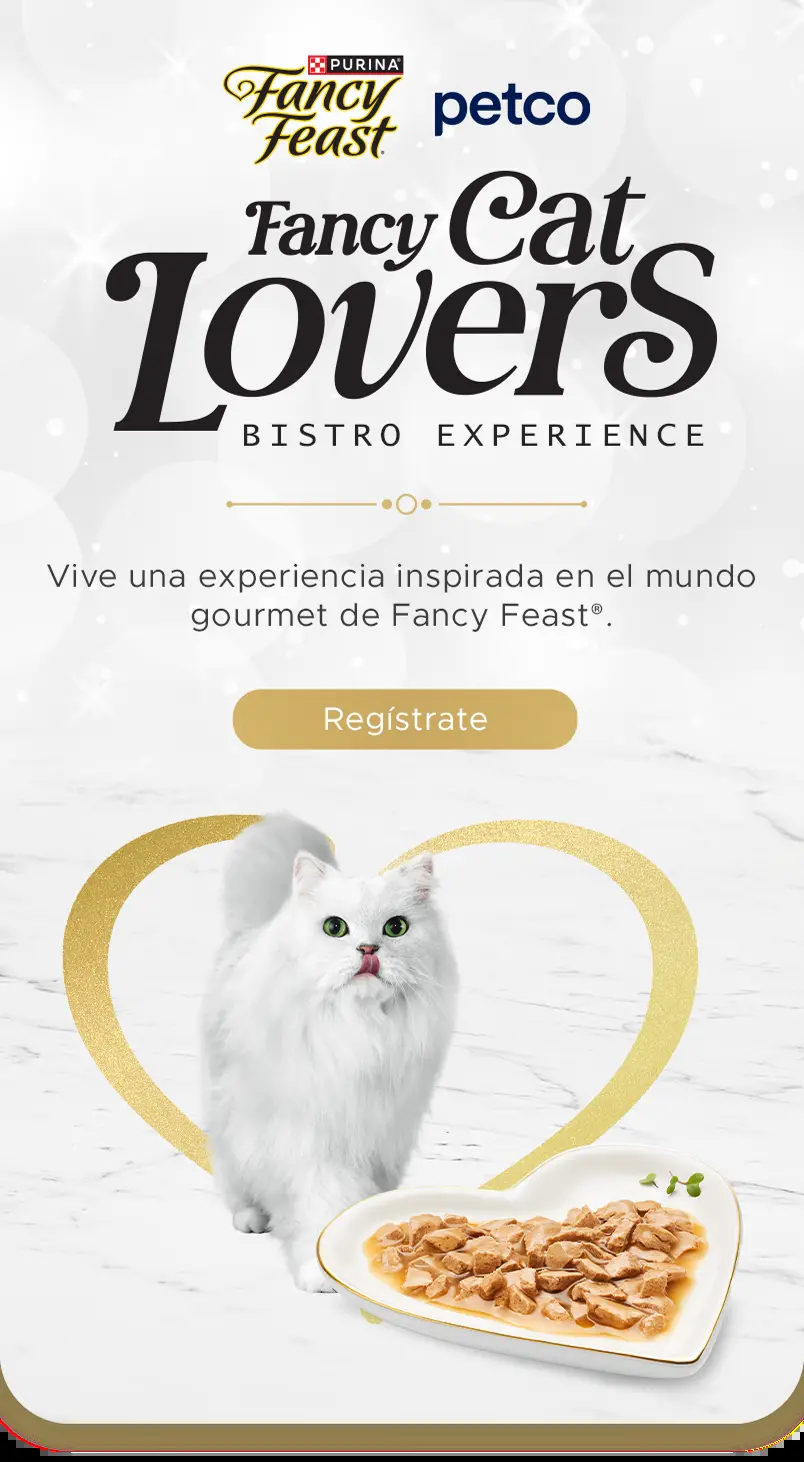 PURINA®
Fancy
Feast®
petco
Fancy Cat
Lovers
BISTRO EXPERIENCE
Vive una experiencia inspirada en el mundo
gourmet de Fancy Feast®.
Regístrate